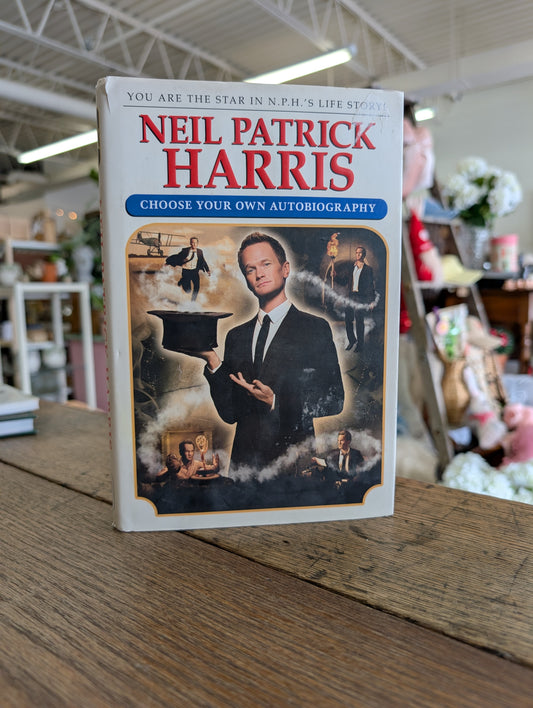 YOU ARE THE STAR IN N.P.H.'S LIFE STORY!
NEIL PATRICK
HARRIS
CHOOSE YOUR OWN AUTOBIOGRAPHY